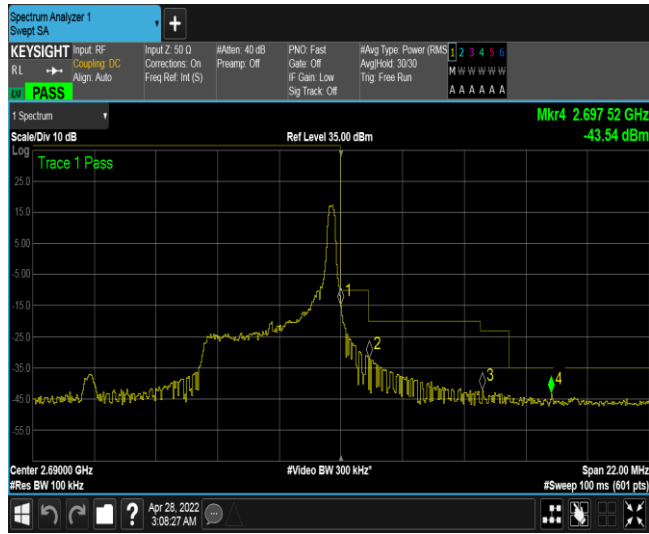 Spectrum Analyzer 1
Swept SA
KEYSIGHT
RL
LXI
PASS
Input: RF
Coupling: DC
Align: Auto
Input Z: 50 Ω
Corrections: On
Freq Ref: Int (S)
#Atten: 40 dB
Preamp: Off
PNO: Fast
Gate: Off
IF Gain: Low
Sig Track: Off
#Avg Type: Power (RMS
Avg|Hold: 30/30
Trig: Free Run
1 2 3 4 5 6
M W W W W W
A A A A A A
1 Spectrum
Mkr4 2.697 52 GHz
Scale/Div 10 dB
Ref Level 35.00 dBm
-43.54 dBm
Log
Trace 1 Pass
25.0
15.0
5.00
-5.00
-15.0
-25.0
-35.0
-45.0
-55.0
1
2
3
4
Center 2.69000 GHz
#Video BW 300 kHz*
Span 22.00 MHz
#Res BW 100 kHz
#Sweep 100 ms (601 pts)
?
Apr 28, 2022
3:08:27 AM